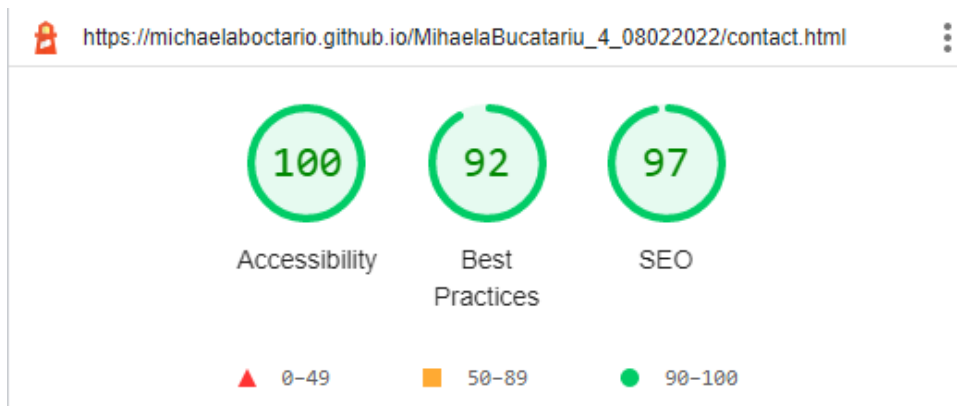 https://michaelaboctario.github.io/MihaelaBucatariu_4_08022022/contact.html
100 92 97
Accessibility Best Practices SEO
0–49 50–89 90–100